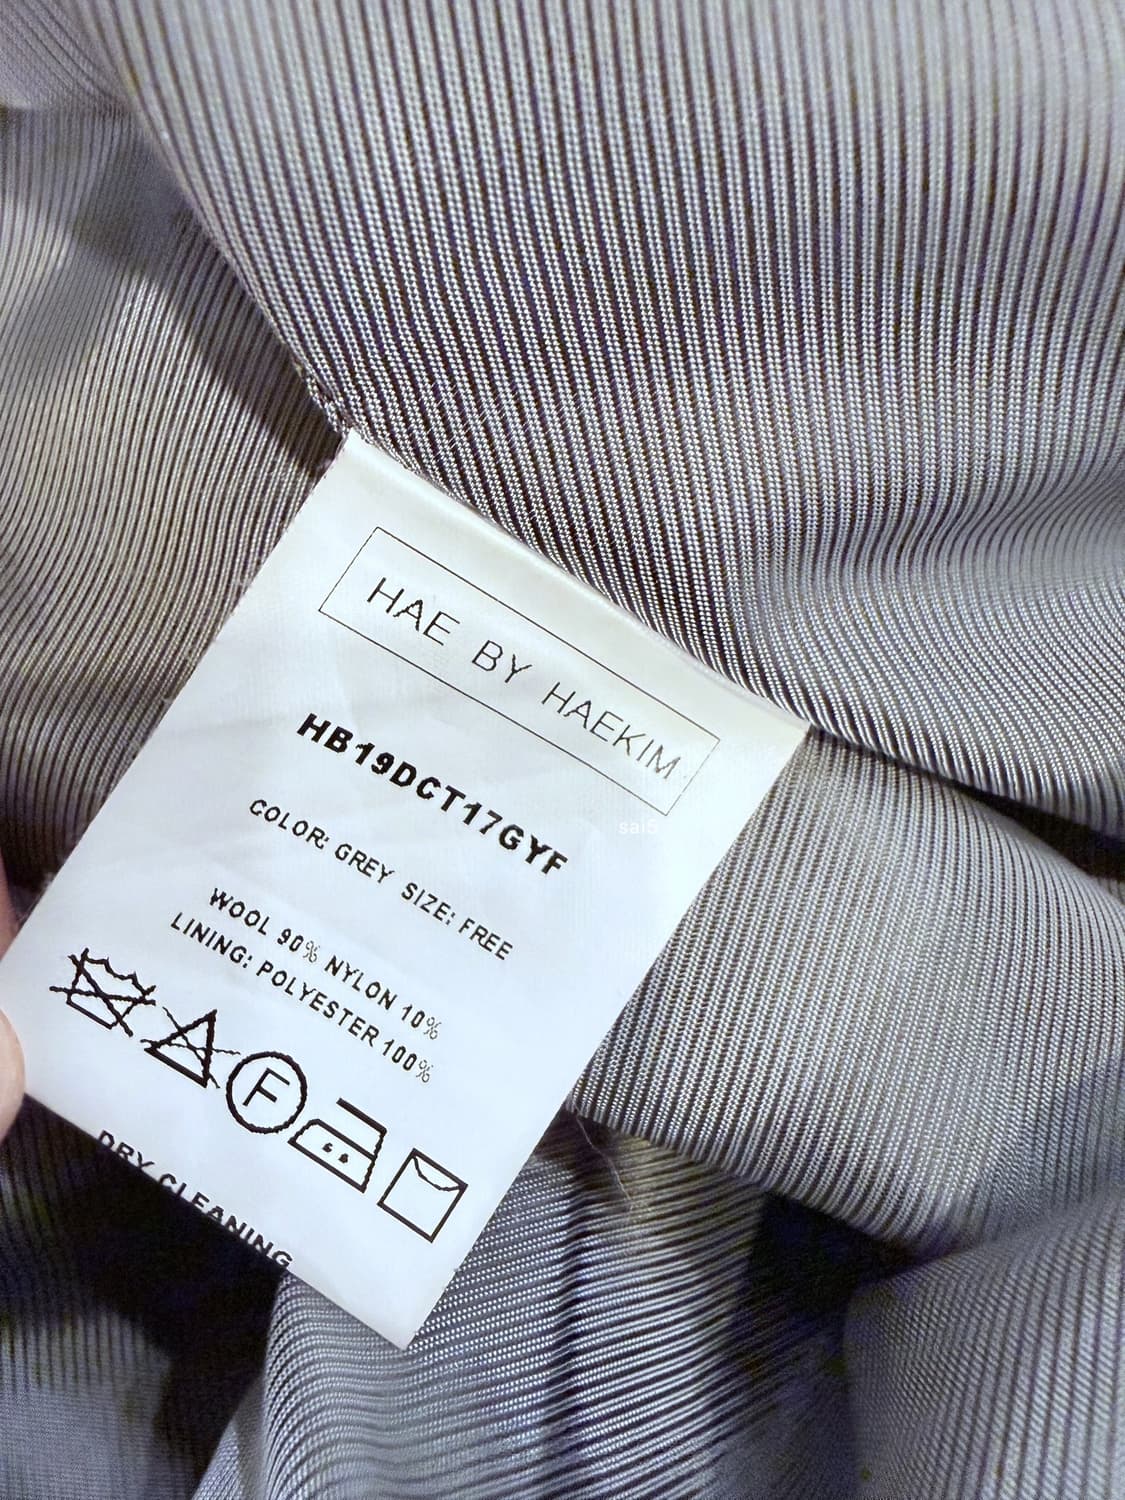 HAE BY HAEKIM
HB19DCT17GYF
COLOR: GREY SIZE: FREE
WOOL 90% NYLON 10%
LINING: POLYESTER 100%
F
DRY CLEANING